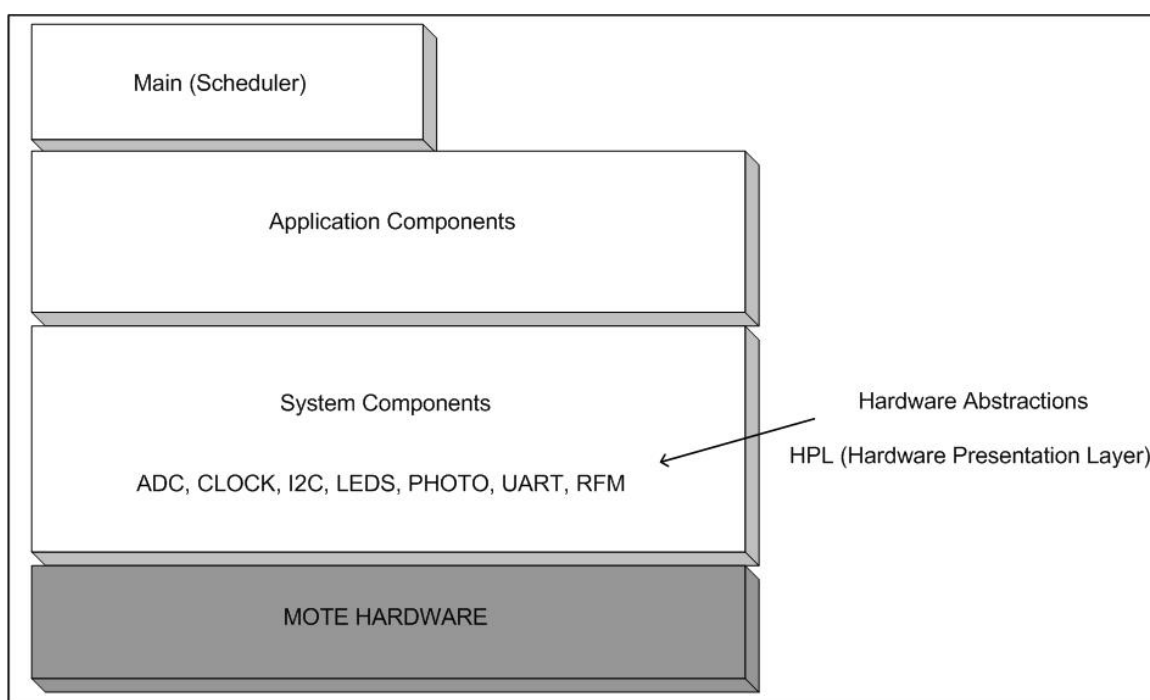 Main (Scheduler)
Application Components
System Components
Hardware Abstractions
HPL (Hardware Presentation Layer)
ADC, CLOCK, I2C, LEDS, PHOTO, UART, RFM
MOTE HARDWARE